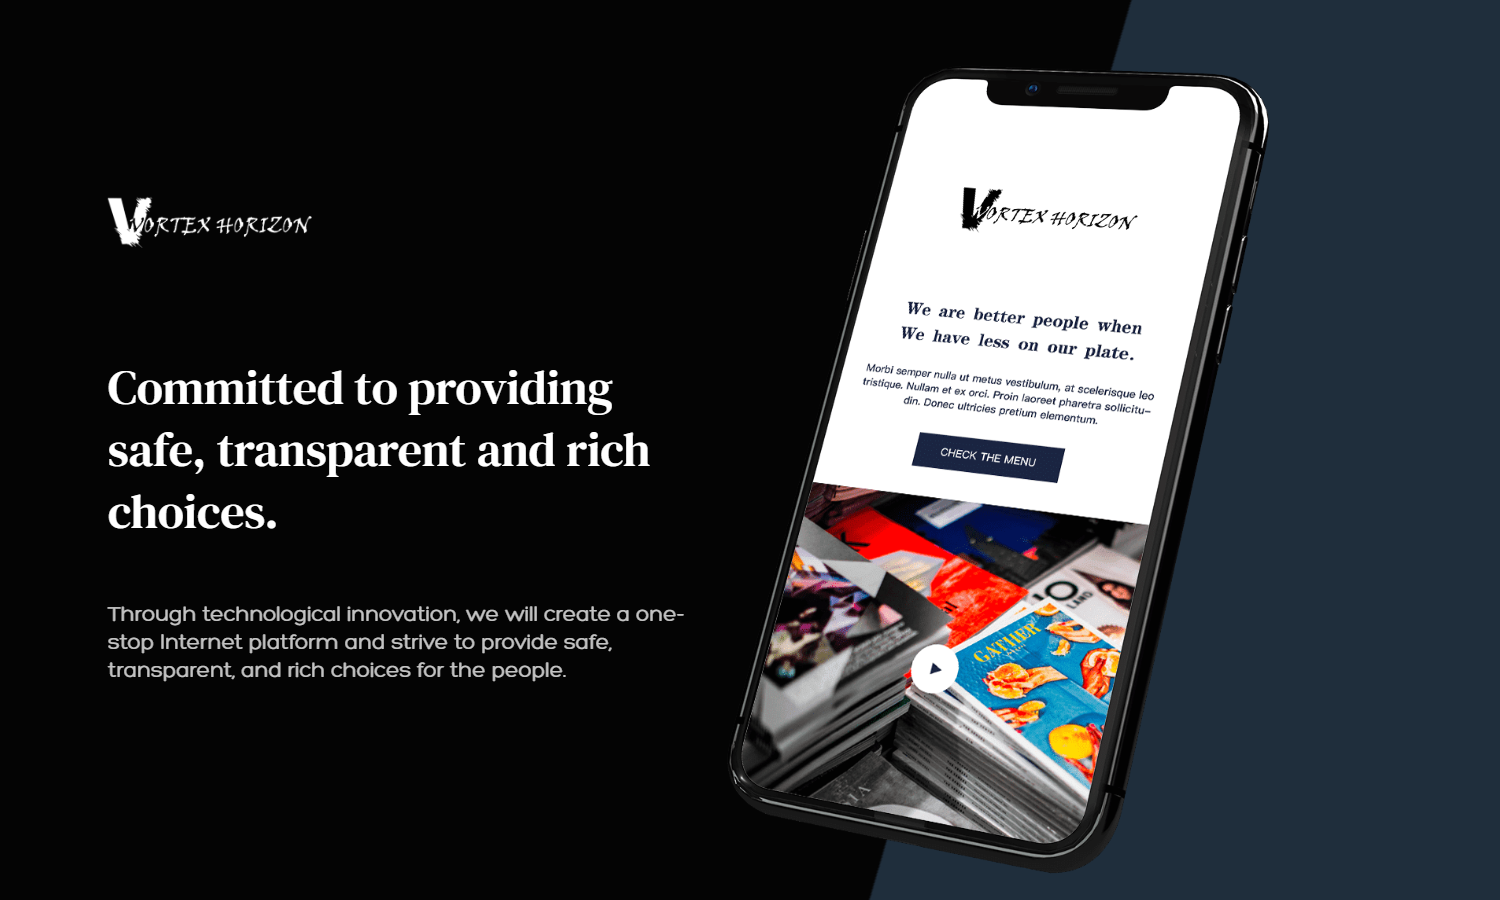 VORTEX HORIZON
Committed to providing
safe, transparent and rich
choices.
Through technological innovation, we will create a one-
stop Internet platform and strive to provide safe,
transparent, and rich choices for the people.
VORTEX HORIZON
We are better people when
We have less on our plate.
Morbi semper nulla ut metus vestibulum, at scelerisque leo
tristique. Nullam et ex orci. Proin laoreet pharetra sollicitu–
din. Donec ultricies pretium elementum.
CHECK THE MENU
LAND
GATHER